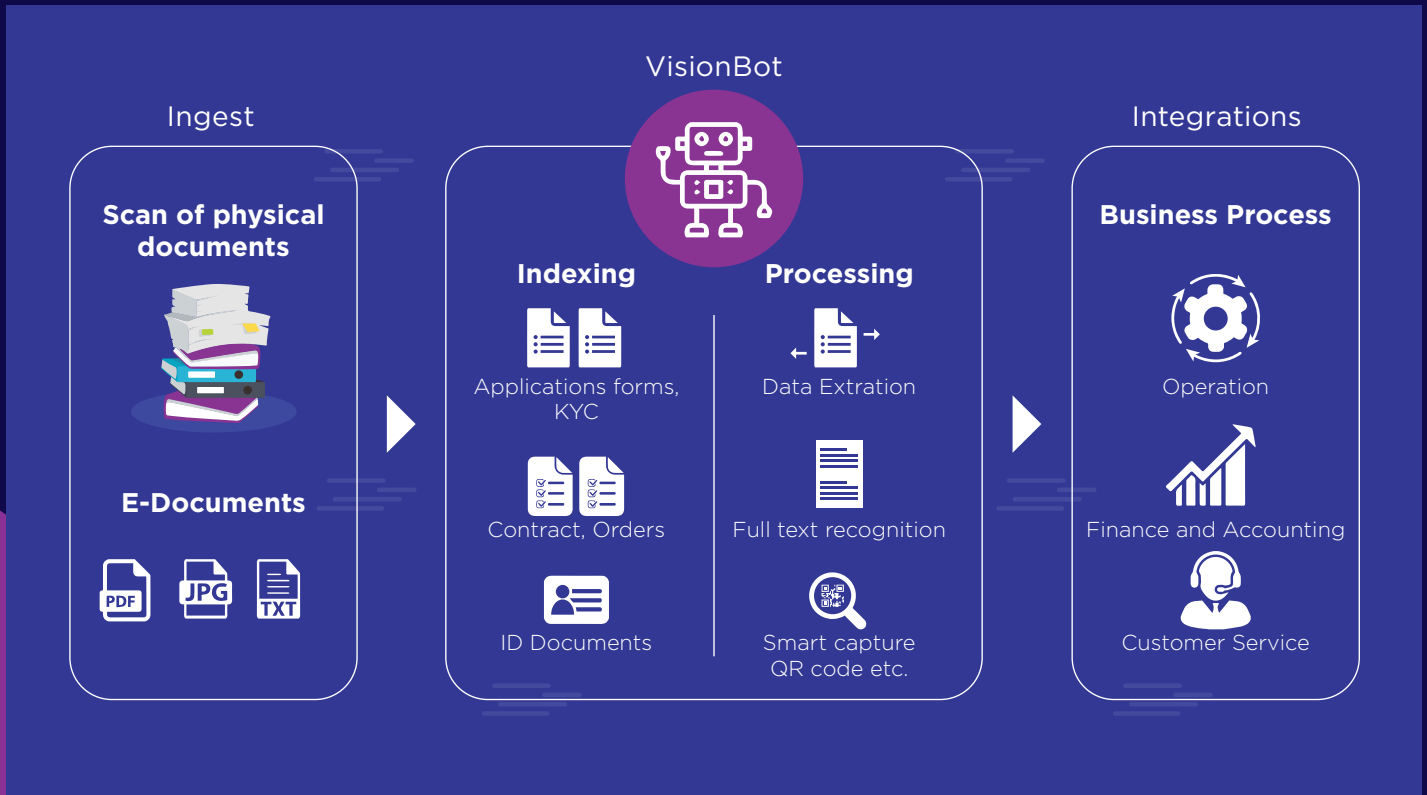 VisionBot
Ingest
Scan of physical
documents
E-Documents
PDF
JPG
TXT
Indexing
Applications forms,
KYC
Contract, Orders
ID Documents
Processing
Data Extration
Full text recognition
Smart capture
QR code etc.
Integrations
Business Process
Operation
Finance and Accounting
Customer Service